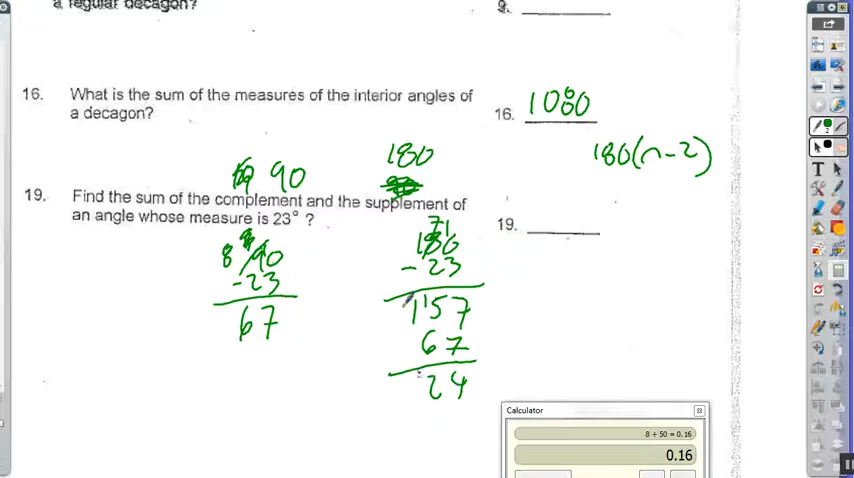 a regular decagon?
9.
16. What is the sum of the measures of the interior angles of
a decagon?
16. 1080
180(n-2)
90
180
19. Find the sum of the complement and the supplement of
an angle whose measure is 23° ?
19.
8 90
-23
67
71
180
-23
157
67
24
Calculator
8 ÷ 50 = 0.16
0.16